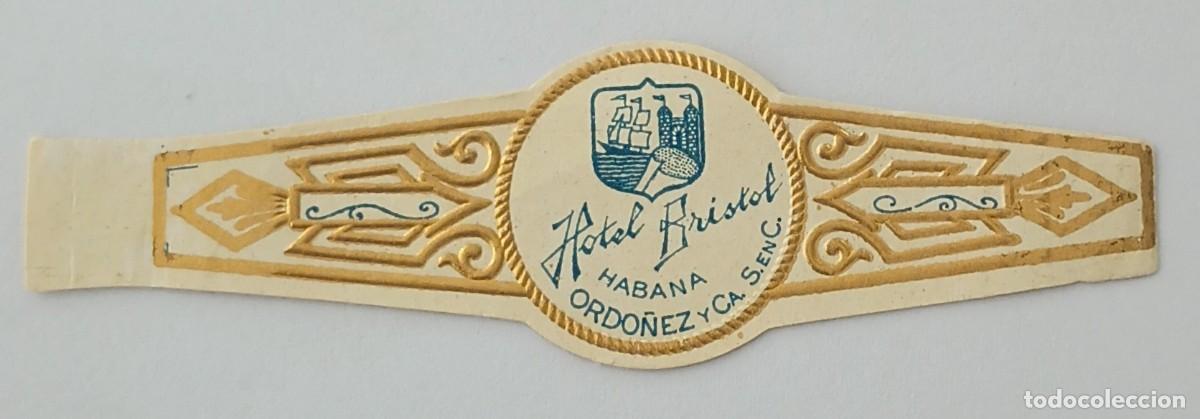 Hotel Bristol
HABANA
ORDOÑEZ Y CA. S. EN C.
todocoleccion